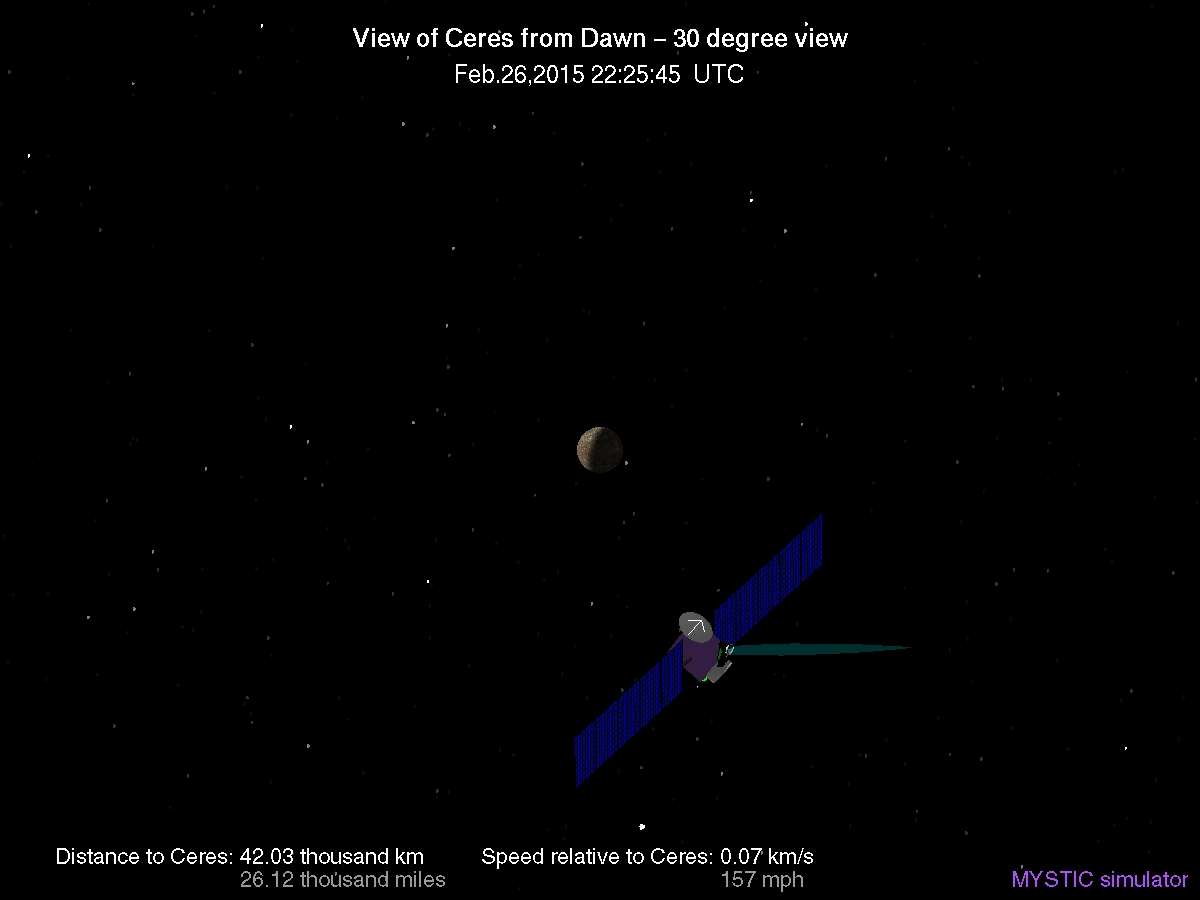 View of Ceres from Dawn – 30 degree view
Feb.26,2015 22:25:45 UTC
Distance to Ceres: 42.03 thousand km
26.12 thousand miles
Speed relative to Ceres: 0.07 km/s
157 mph
MYSTIC simulator